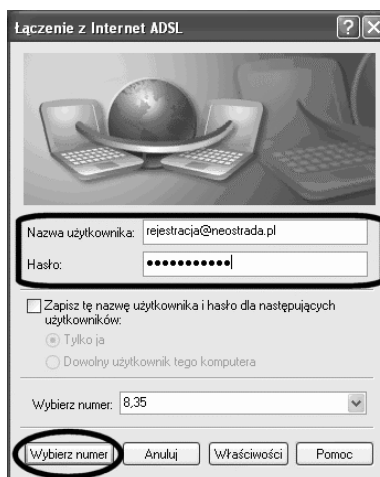 Łączenie z Internet ADSL
Nazwa użytkownika: rejestracja@neostrada.pl
Hasło: •••••••••••
Zapisz tę nazwę użytkownika i hasło dla następujących
użytkowników:
Tylko ja
Dowolny użytkownik tego komputera
Wybierz numer: 8,35
Wybierz numer Anuluj Właściwości Pomoc